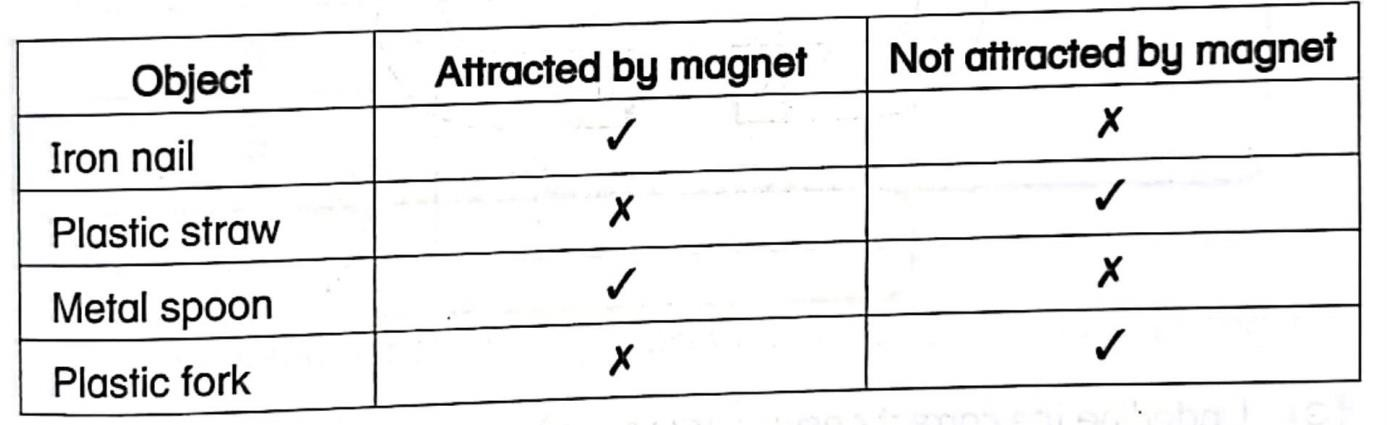 Object Attracted by magnet Not attracted by magnet
Iron nail ✓ ✗
Plastic straw ✗ ✓
Metal spoon ✓ ✗
Plastic fork ✗ ✓